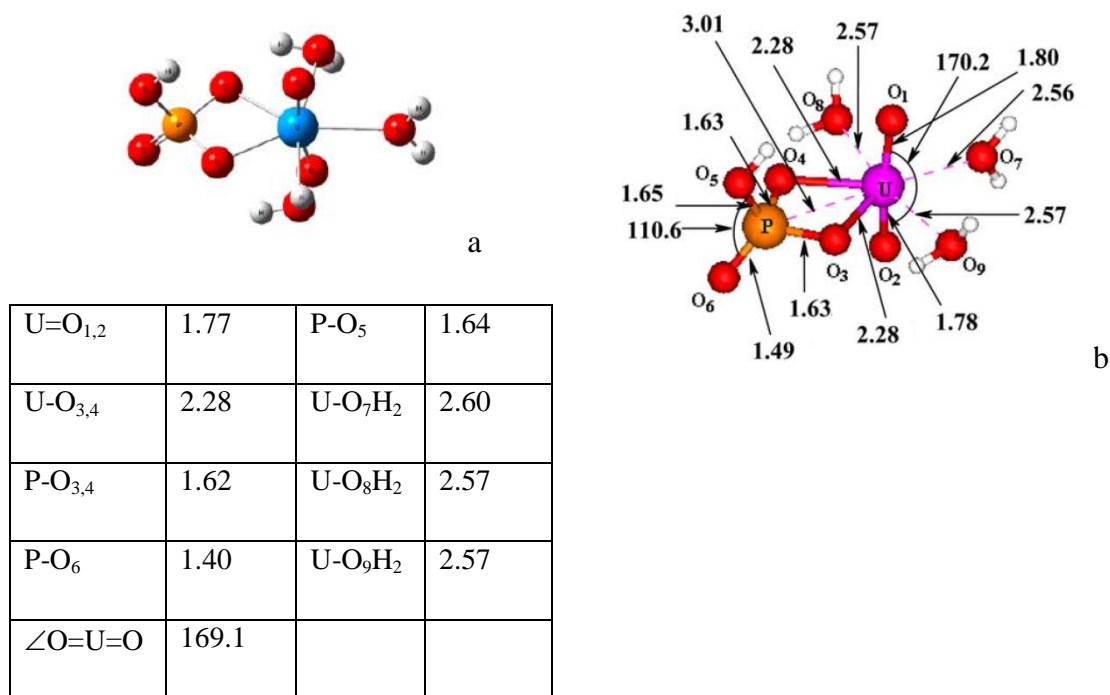 3.01
2.57
2.28
170.2
1.80
2.56
O8
O1
1.63
O4
O7
O5
U
1.65
2.57
110.6
P
O3
O2
O9
O6
1.63
2.28
1.78
1.49
a
b
U=O1,2 1.77 P-O5 1.64
U-O3,4 2.28 U-O7H2 2.60
P-O3,4 1.62 U-O8H2 2.57
P-O6 1.40 U-O9H2 2.57
∠O=U=O 169.1